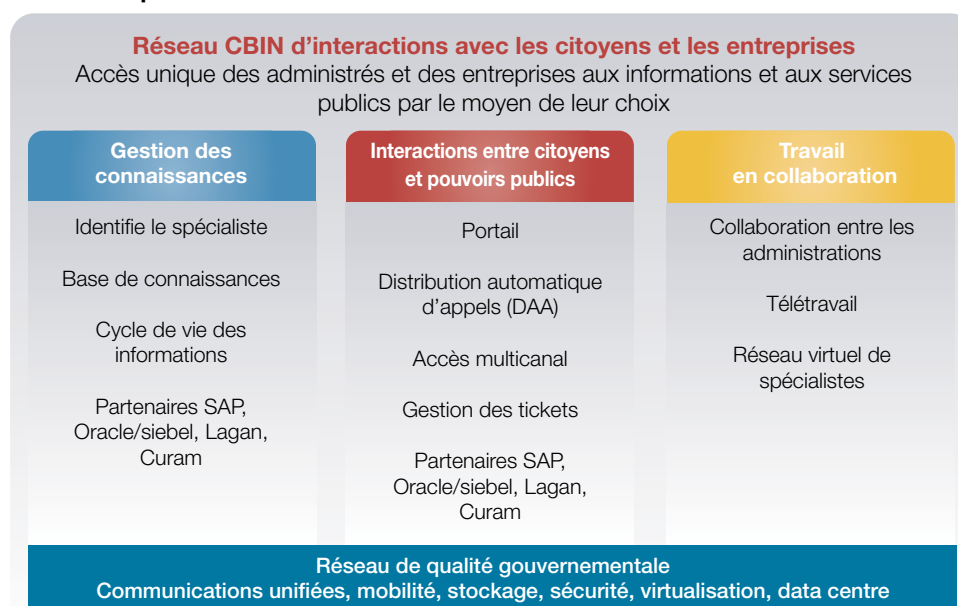 Réseau CBIN d'interactions avec les citoyens et les entreprises
Accès unique des administrés et des entreprises aux informations et aux services
publics par le moyen de leur choix
Gestion des
connaissances
Identifie le spécialiste
Base de connaissances
Cycle de vie des
informations
Partenaires SAP,
Oracle/siebel, Lagan,
Curam
Interactions entre citoyens
et pouvoirs publics
Portail
Distribution automatique
d'appels (DAA)
Accès multicanal
Gestion des tickets
Partenaires SAP,
Oracle/siebel, Lagan,
Curam
Travail
en collaboration
Collaboration entre les
administrations
Télétravail
Réseau virtuel de
spécialistes
Réseau de qualité gouvernementale
Communications unifiées, mobilité, stockage, sécurité, virtualisation, data centre